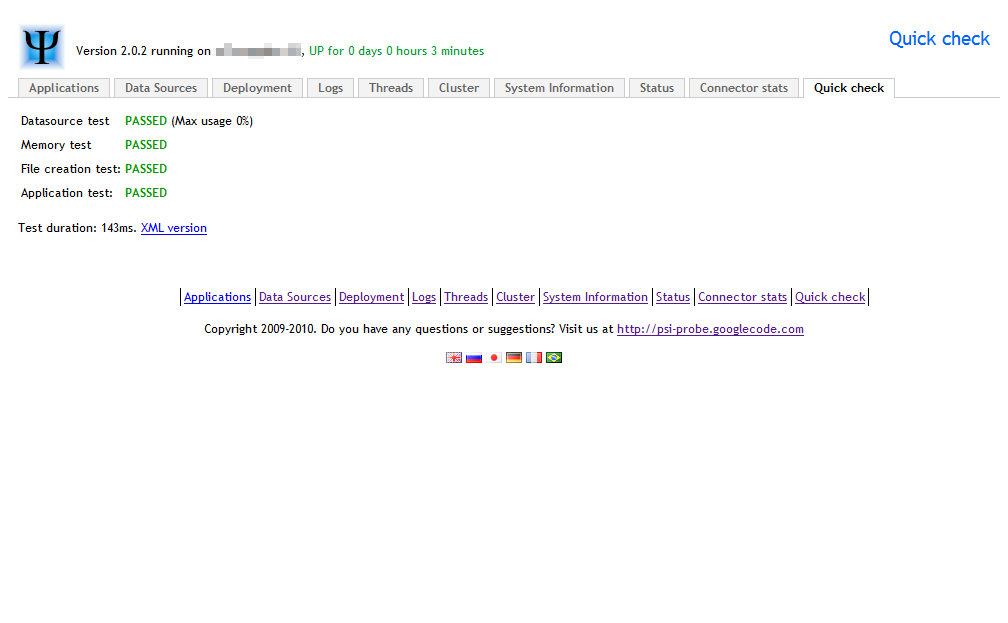 Ψ
Version 2.0.2 running on , UP for 0 days 0 hours 3 minutes
Quick check
Applications Data Sources Deployment Logs Threads Cluster System Information Status Connector stats Quick check
Datasource test PASSED (Max usage 0%)
Memory test PASSED
File creation test: PASSED
Application test: PASSED
Test duration: 143ms. XML version
|Applications|Data Sources|Deployment|Logs|Threads|Cluster|System Information|Status|Connector stats|Quick check|
Copyright 2009-2010. Do you have any questions or suggestions? Visit us at http://psi-probe.googlecode.com